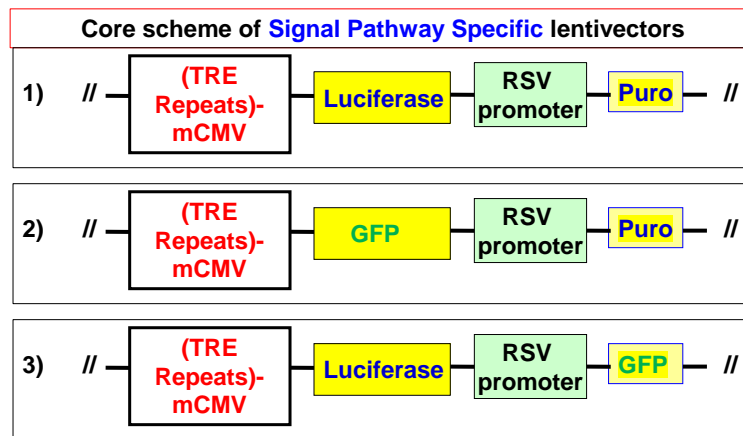 Core scheme of Signal Pathway Specific lentivectors
1) // (TRE Repeats)-mCMV Luciferase RSV promoter Puro //
2) // (TRE Repeats)-mCMV GFP RSV promoter Puro //
3) // (TRE Repeats)-mCMV Luciferase RSV promoter GFP //